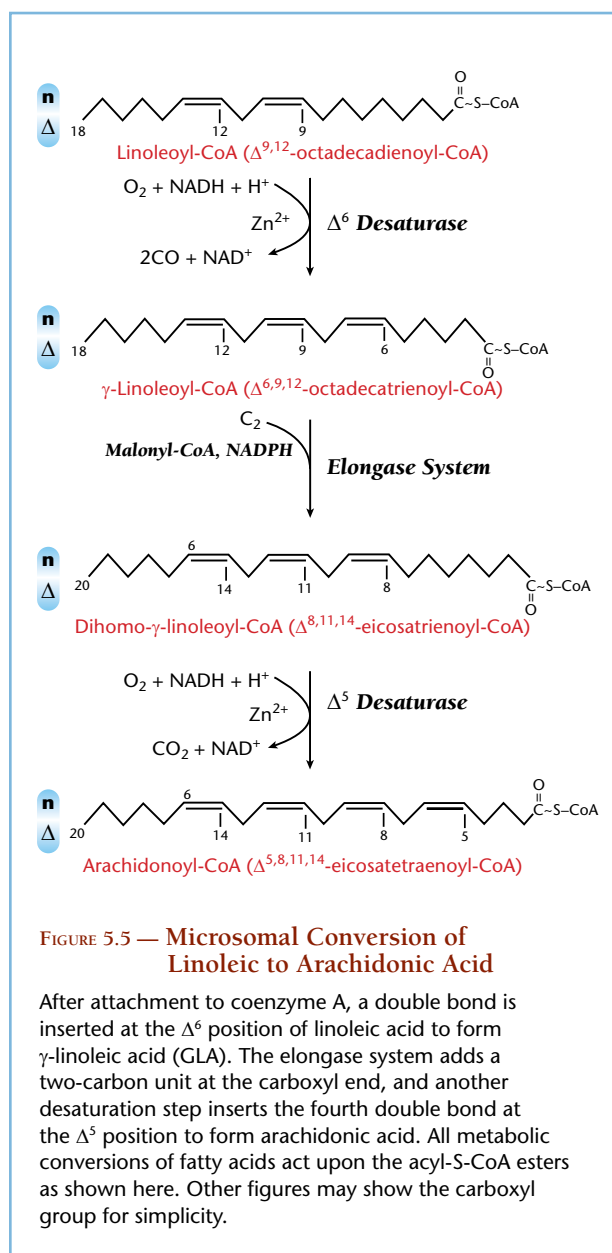 O
C~S–CoA
n
Δ
18
12
9
Linoleoyl-CoA (Δ9,12-octadecadienoyl-CoA)
O2 + NADH + H+
Zn2+
Δ6 Desaturase
2CO + NAD+
n
Δ
18
12
9
6
C~S–CoA
O
γ-Linoleoyl-CoA (Δ6,9,12-octadecatrienoyl-CoA)
C2
Malonyl-CoA, NADPH
Elongase System
n
Δ
6
20
14
11
8
C~S–CoA
O
Dihomo-γ-linoleoyl-CoA (Δ8,11,14-eicosatrienoyl-CoA)
O2 + NADH + H+
Zn2+
Δ5 Desaturase
CO2 + NAD+
O
C~S–CoA
n
Δ
6
20
14
11
8
5
Arachidonoyl-CoA (Δ5,8,11,14-eicosatetraenoyl-CoA)
FIGURE 5.5 — Microsomal Conversion of
Linoleic to Arachidonic Acid
After attachment to coenzyme A, a double bond is
inserted at the Δ6 position of linoleic acid to form
γ-linoleic acid (GLA). The elongase system adds a
two-carbon unit at the carboxyl end, and another
desaturation step inserts the fourth double bond at
the Δ5 position to form arachidonic acid. All metabolic
conversions of fatty acids act upon the acyl-S-CoA esters
as shown here. Other figures may show the carboxyl
group for simplicity.